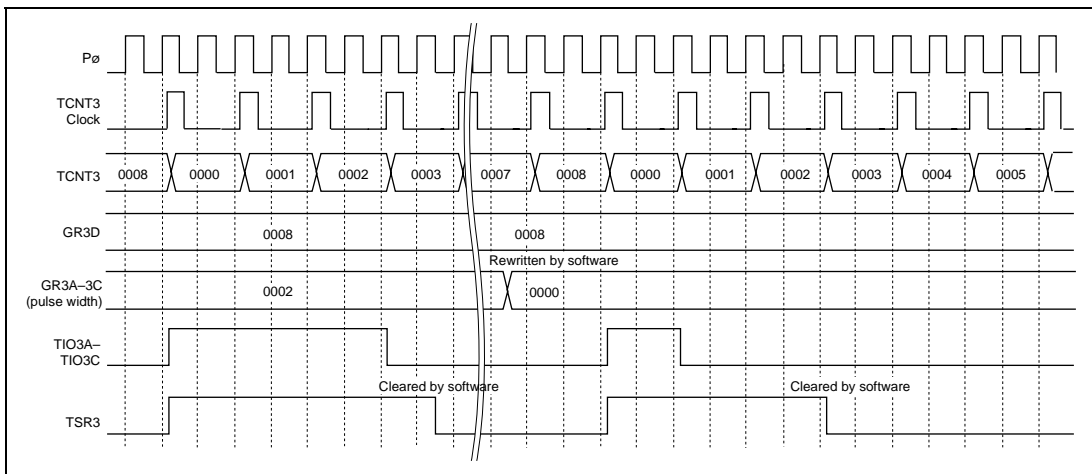 Pø
TCNT3
Clock
TCNT3
0008 0000 0001 0002 0003 0007 0008 0000 0001 0002 0003 0004 0005
GR3D
0008 0008
Rewritten by software
GR3A–3C
(pulse width)
0002 0000
TIO3A–
TIO3C
Cleared by software Cleared by software
TSR3